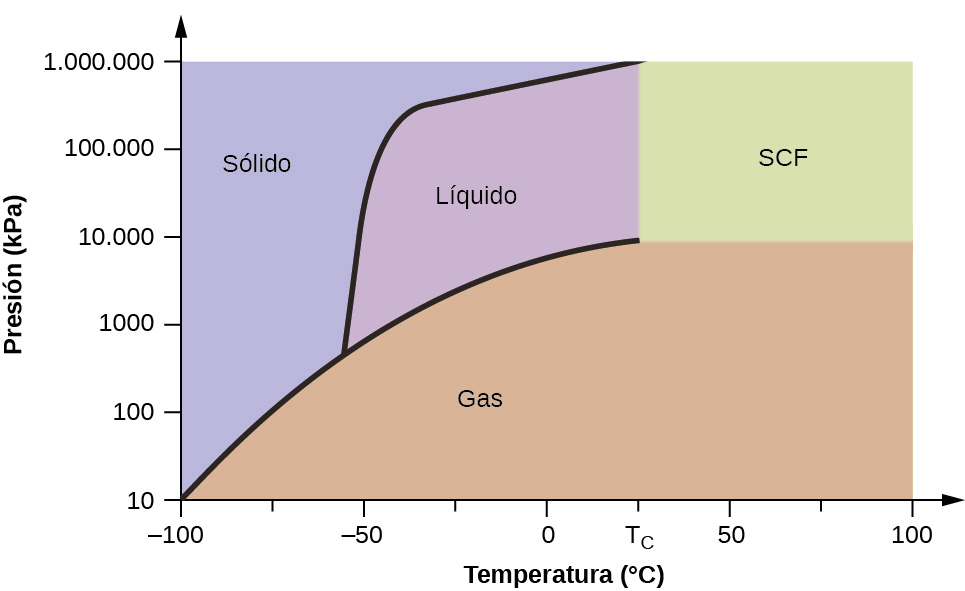 1.000.000
100.000
10.000
1000
100
10
Presión (kPa)
Sólido
Líquido
SCF
Gas
–100
–50
0
TC
50
100
Temperatura (°C)